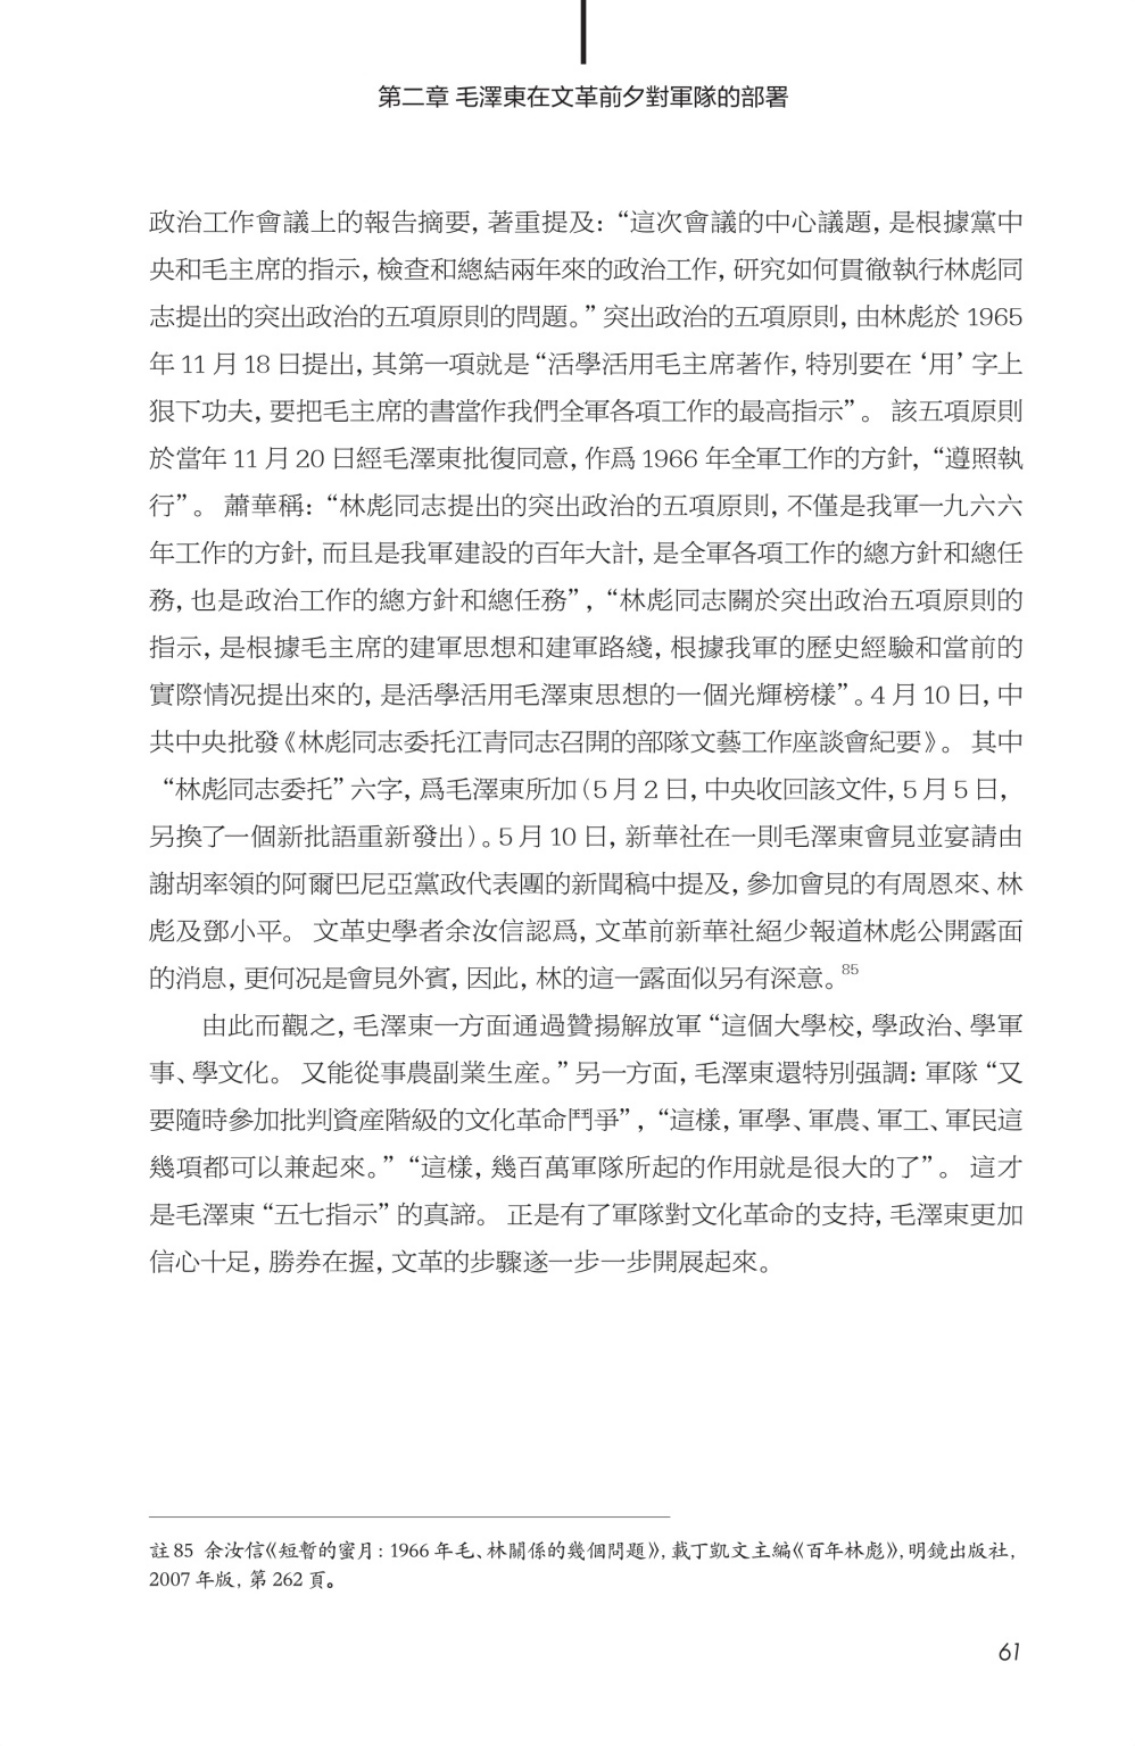 第二章 毛澤東在文革前夕對軍隊的部署
政治工作會議上的報告摘要，著重提及：“這次會議的中心議題，是根據黨中
央和毛主席的指示，檢查和總結兩年來的政治工作，研究如何貫徹執行林彪同
志提出的突出政治的五項原則的問題。”突出政治的五項原則，由林彪於 1965
年 11 月 18 日提出，其第一項就是“活學活用毛主席著作，特別要在‘用’字上
狠下功夫，要把毛主席的書當作我們全軍各項工作的最高指示”。該五項原則
於當年 11 月 20 日經毛澤東批復同意，作爲 1966 年全軍工作的方針，“遵照執
行”。蕭華稱：“林彪同志提出的突出政治的五項原則，不僅是我軍一九六六
年工作的方針，而且是我軍建設的百年大計，是全軍各項工作的總方針和總任
務，也是政治工作的總方針和總任務”，“林彪同志關於突出政治五項原則的
指示，是根據毛主席的建軍思想和建軍路綫，根據我軍的歷史經驗和當前的
實際情況提出來的，是活學活用毛澤東思想的一個光輝榜樣”。4 月 10 日，中
共中央批發《林彪同志委托江青同志召開的部隊文藝工作座談會紀要》。其中
“林彪同志委托”六字，爲毛澤東所加（5 月 2 日，中央收回該文件，5 月 5 日，
另換了一個新批語重新發出）。5 月 10 日，新華社在一則毛澤東會見並宴請由
謝胡率領的阿爾巴尼亞黨政代表團的新聞稿中提及，參加會見的有周恩來、林
彪及鄧小平。文革史學者余汝信認爲，文革前新華社絕少報道林彪公開露面
的消息，更何況是會見外賓，因此，林的這一露面似另有深意。85
由此而觀之，毛澤東一方面通過贊揚解放軍“這個大學校，學政治、學軍
事、學文化。又能從事農副業生産。”另一方面，毛澤東還特別强調：軍隊“又
要隨時參加批判資産階級的文化革命鬥爭”，“這樣，軍學、軍農、軍工、軍民這
幾項都可以兼起來。”“這樣，幾百萬軍隊所起的作用就是很大的了”。這才
是毛澤東“五七指示”的真諦。正是有了軍隊對文化革命的支持，毛澤東更加
信心十足，勝券在握，文革的步驟遂一步一步開展起來。
註 85 余汝信《短暫的蜜月：1966 年毛、林關係的幾個問題》，載丁凱文主編《百年林彪》，明鏡出版社，
2007 年版，第 262 頁。
61